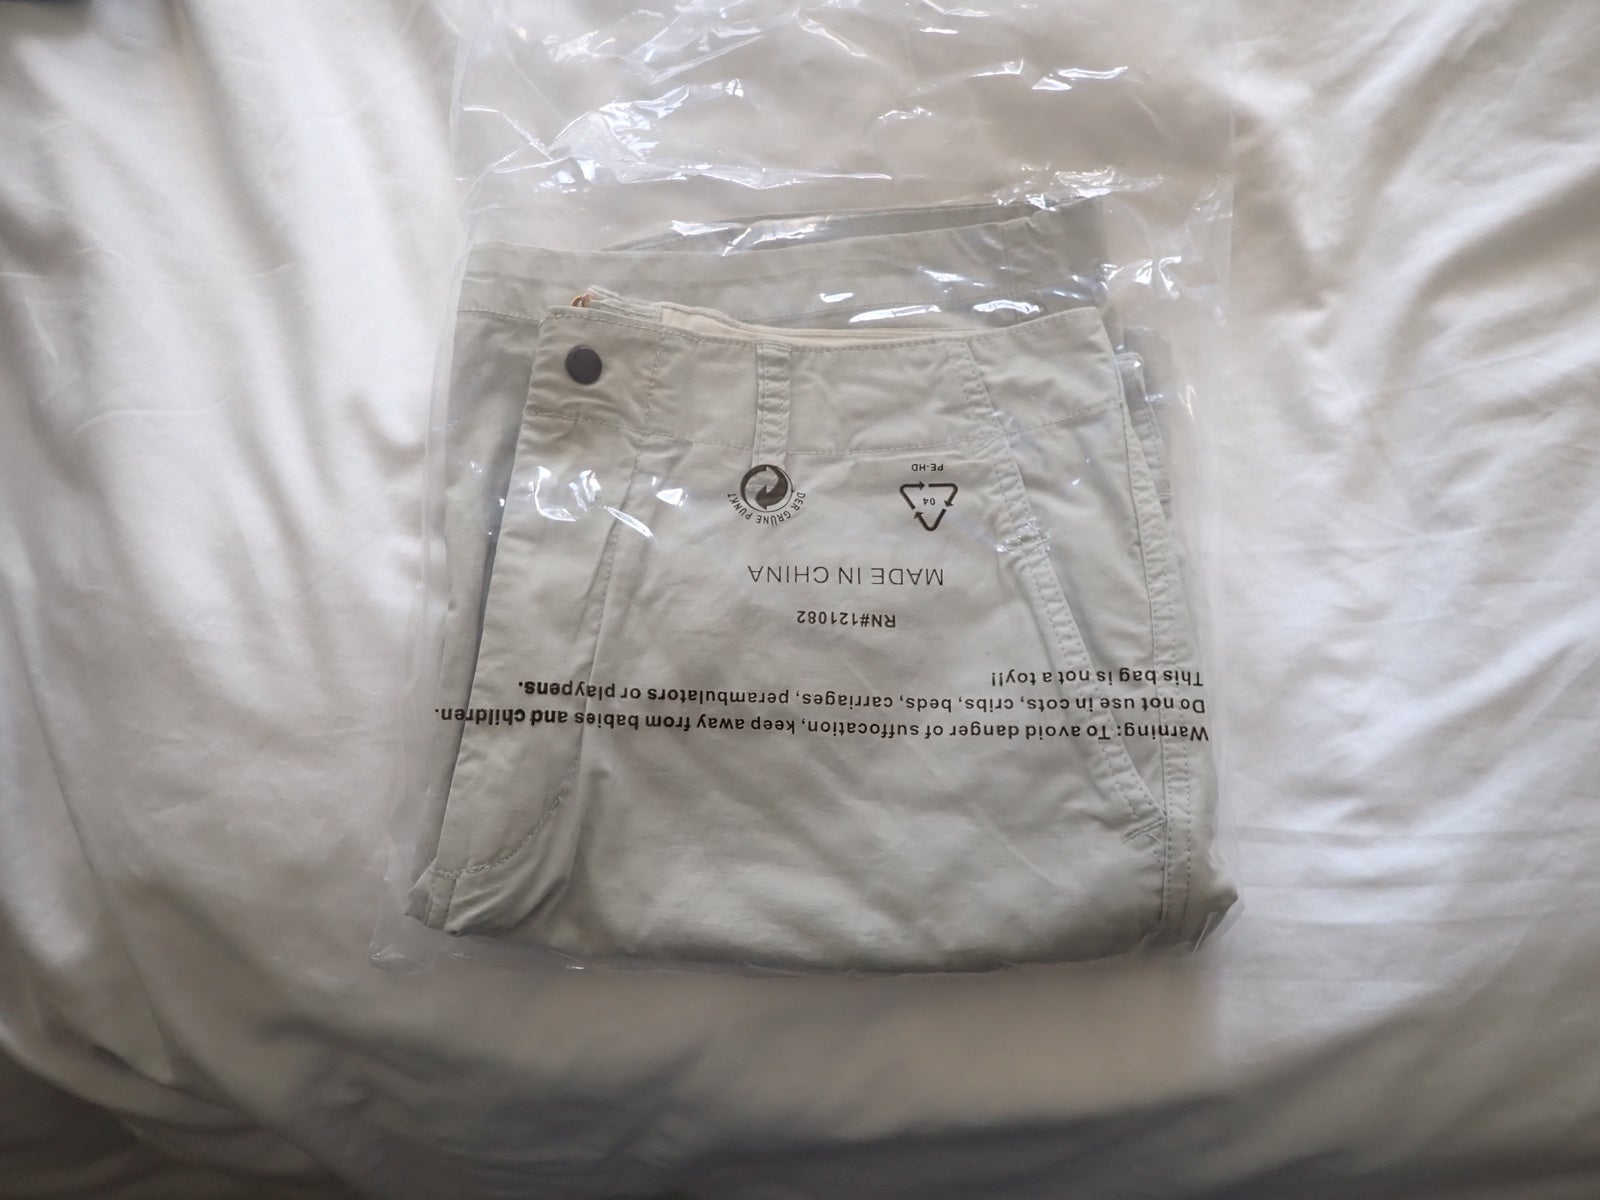 Warning: To avoid danger of suffocation, keep away from babies and children.
Do not use in cots, cribs, beds, carriages, perambulators or playpens.
This bag is not a toy!!
RN#121082
MADE IN CHINA
04
PE-HD
DER GRÜNE PUNKT